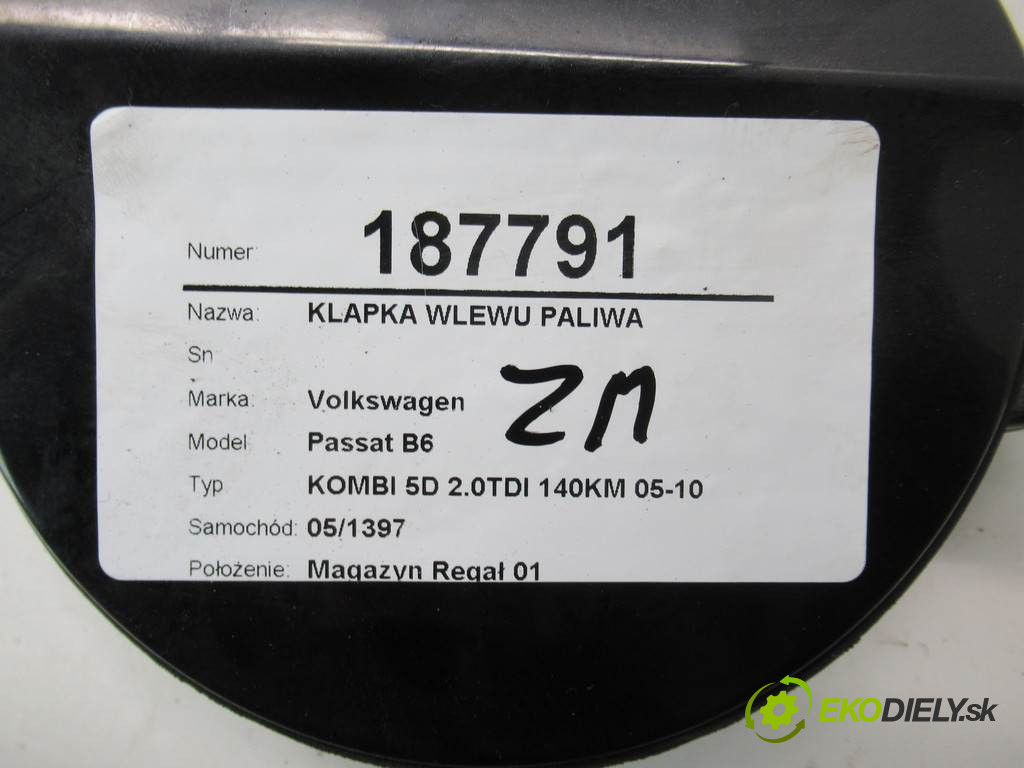 Numer: 187791
Nazwa: KLAPKA WLEWU PALIWA
Sn
Marka: Volkswagen
ZM
Model Passat B6
Typ KOMBI 5D 2.0TDI 140KM 05-10
Samochód: 05/1397
Położenie: Magazyn Regał 01
EKODIELY.sk